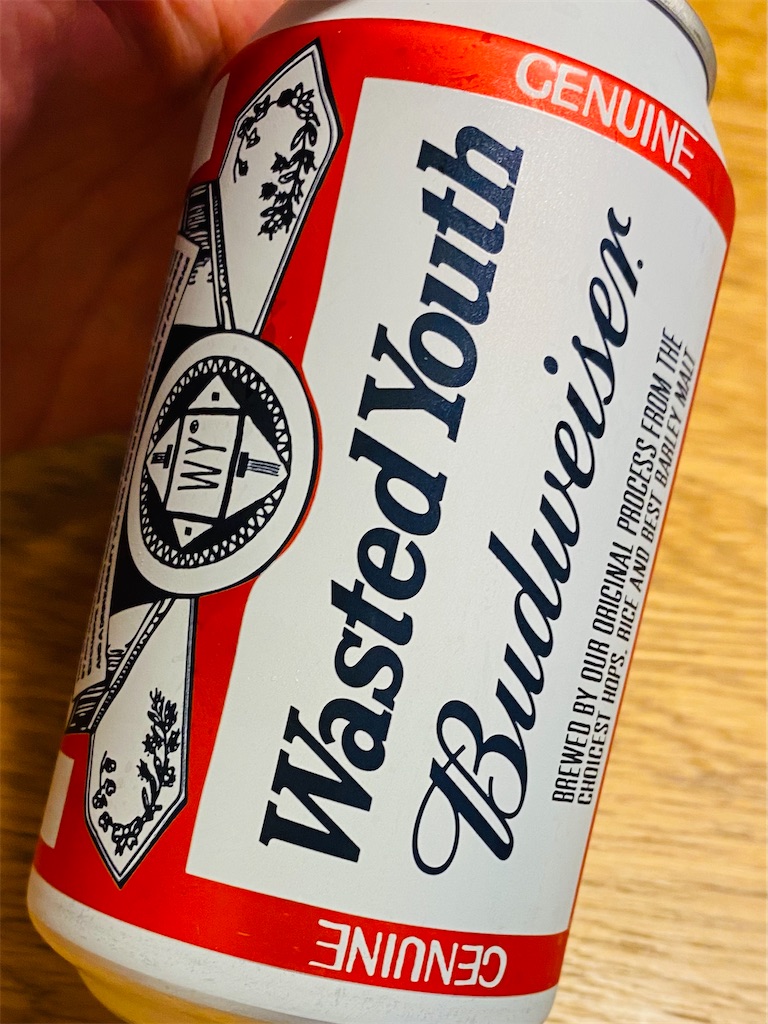 GENUINE
WY®
Wasted Youth
Budweiser.
BREWED BY OUR ORIGINAL PROCESS FROM THE
CHOICEST HOPS, RICE AND BEST BARLEY MALT
GENUINE